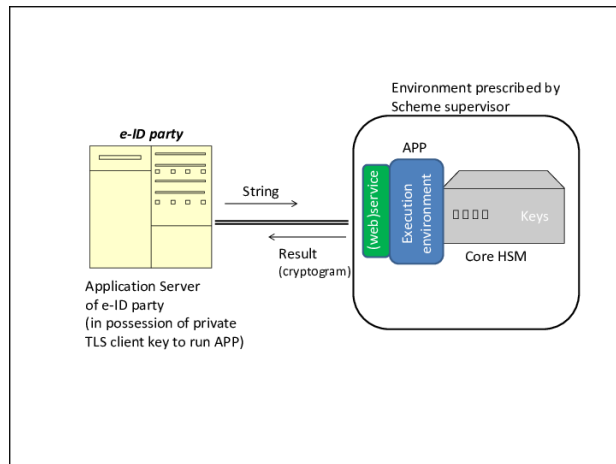 Environment prescribed by
Scheme supervisor
e-ID party
APP
String
(web)service
Execution
environment
Keys
Result
(cryptogram)
Core HSM
Application Server
of e-ID party
(in possession of private
TLS client key to run APP)